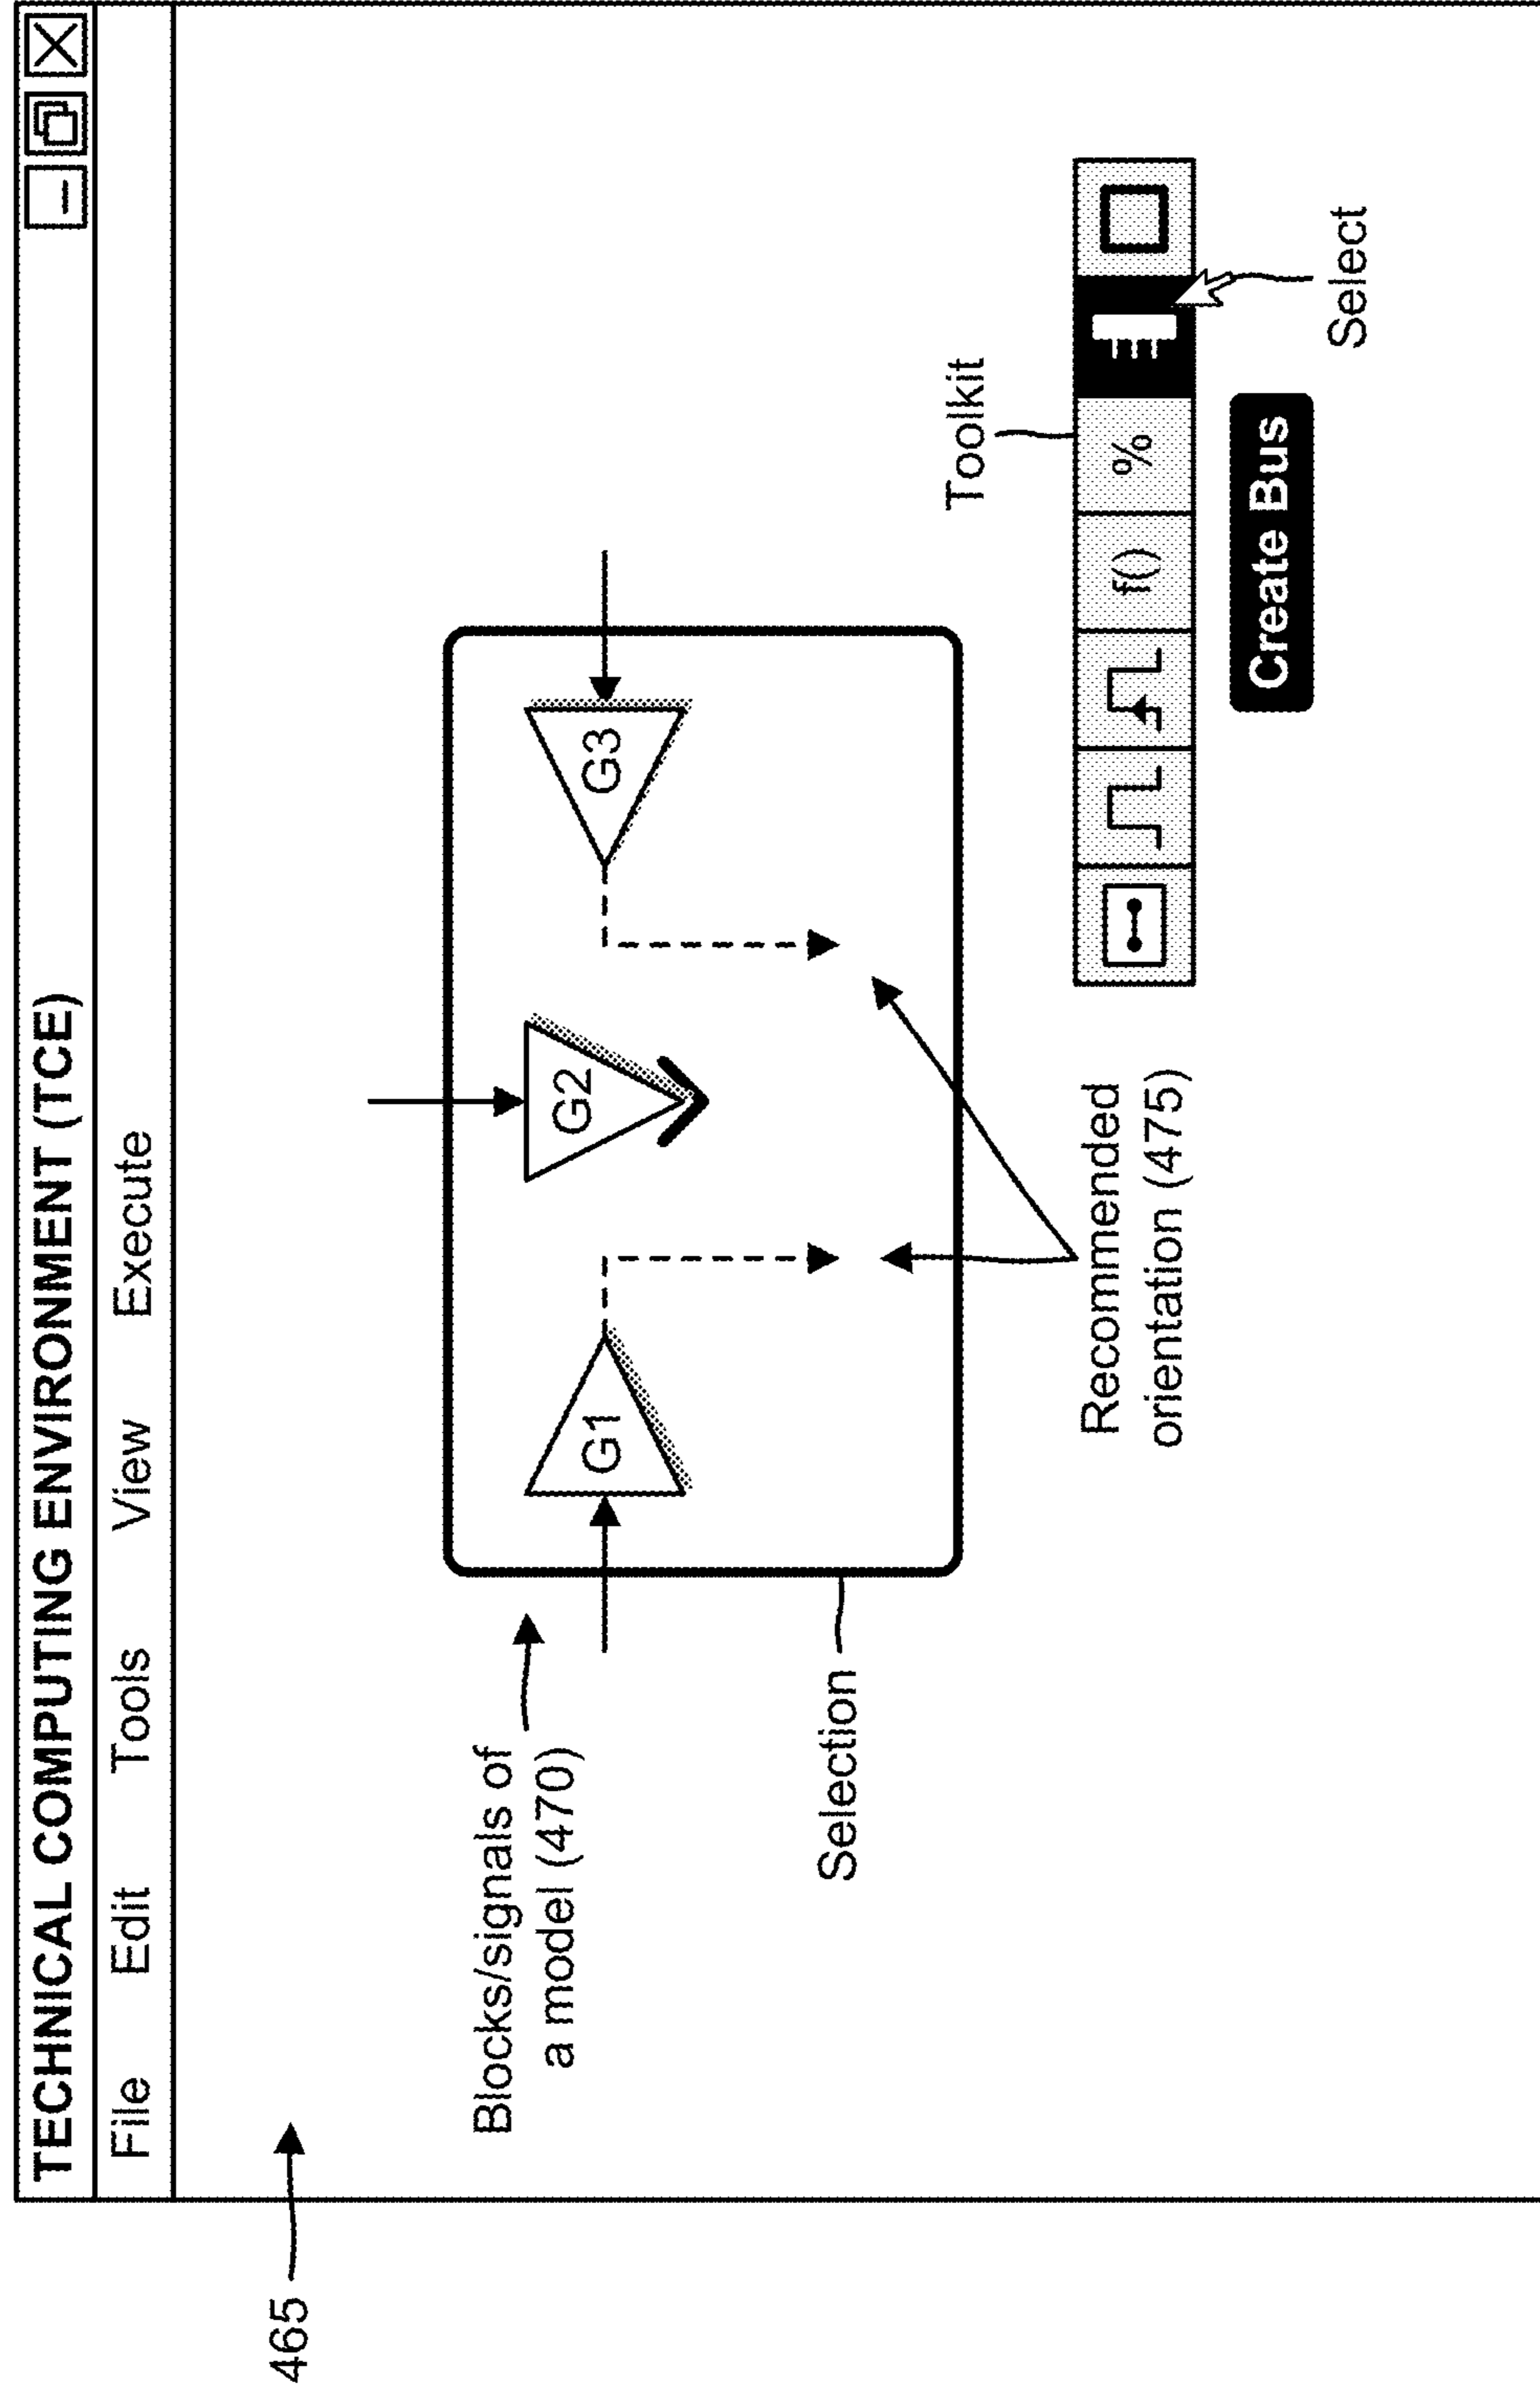 TECHNICAL COMPUTING ENVIRONMENT (TCE)
File Edit Tools View Execute
465
Blocks/signals of
a model (470)
G1
G2
G3
Selection
Recommended
orientation (475)
Toolkit
f()
%
Create Bus
Select